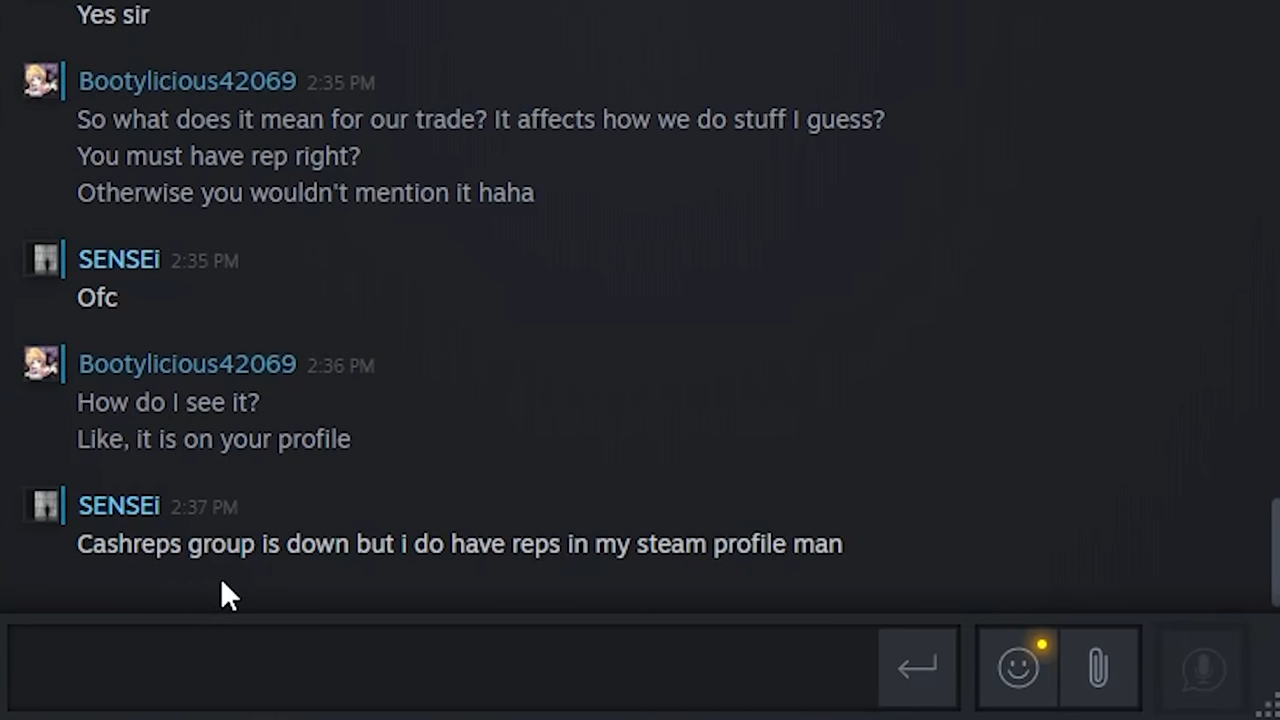 Yes sir
Bootylicious42069 2:35 PM
So what does it mean for our trade? It affects how we do stuff I guess?
You must have rep right?
Otherwise you wouldn't mention it haha
SENSEi 2:35 PM
Ofc
Bootylicious42069 2:36 PM
How do I see it?
Like, it is on your profile
SENSEi 2:37 PM
Cashreps group is down but i do have reps in my steam profile man